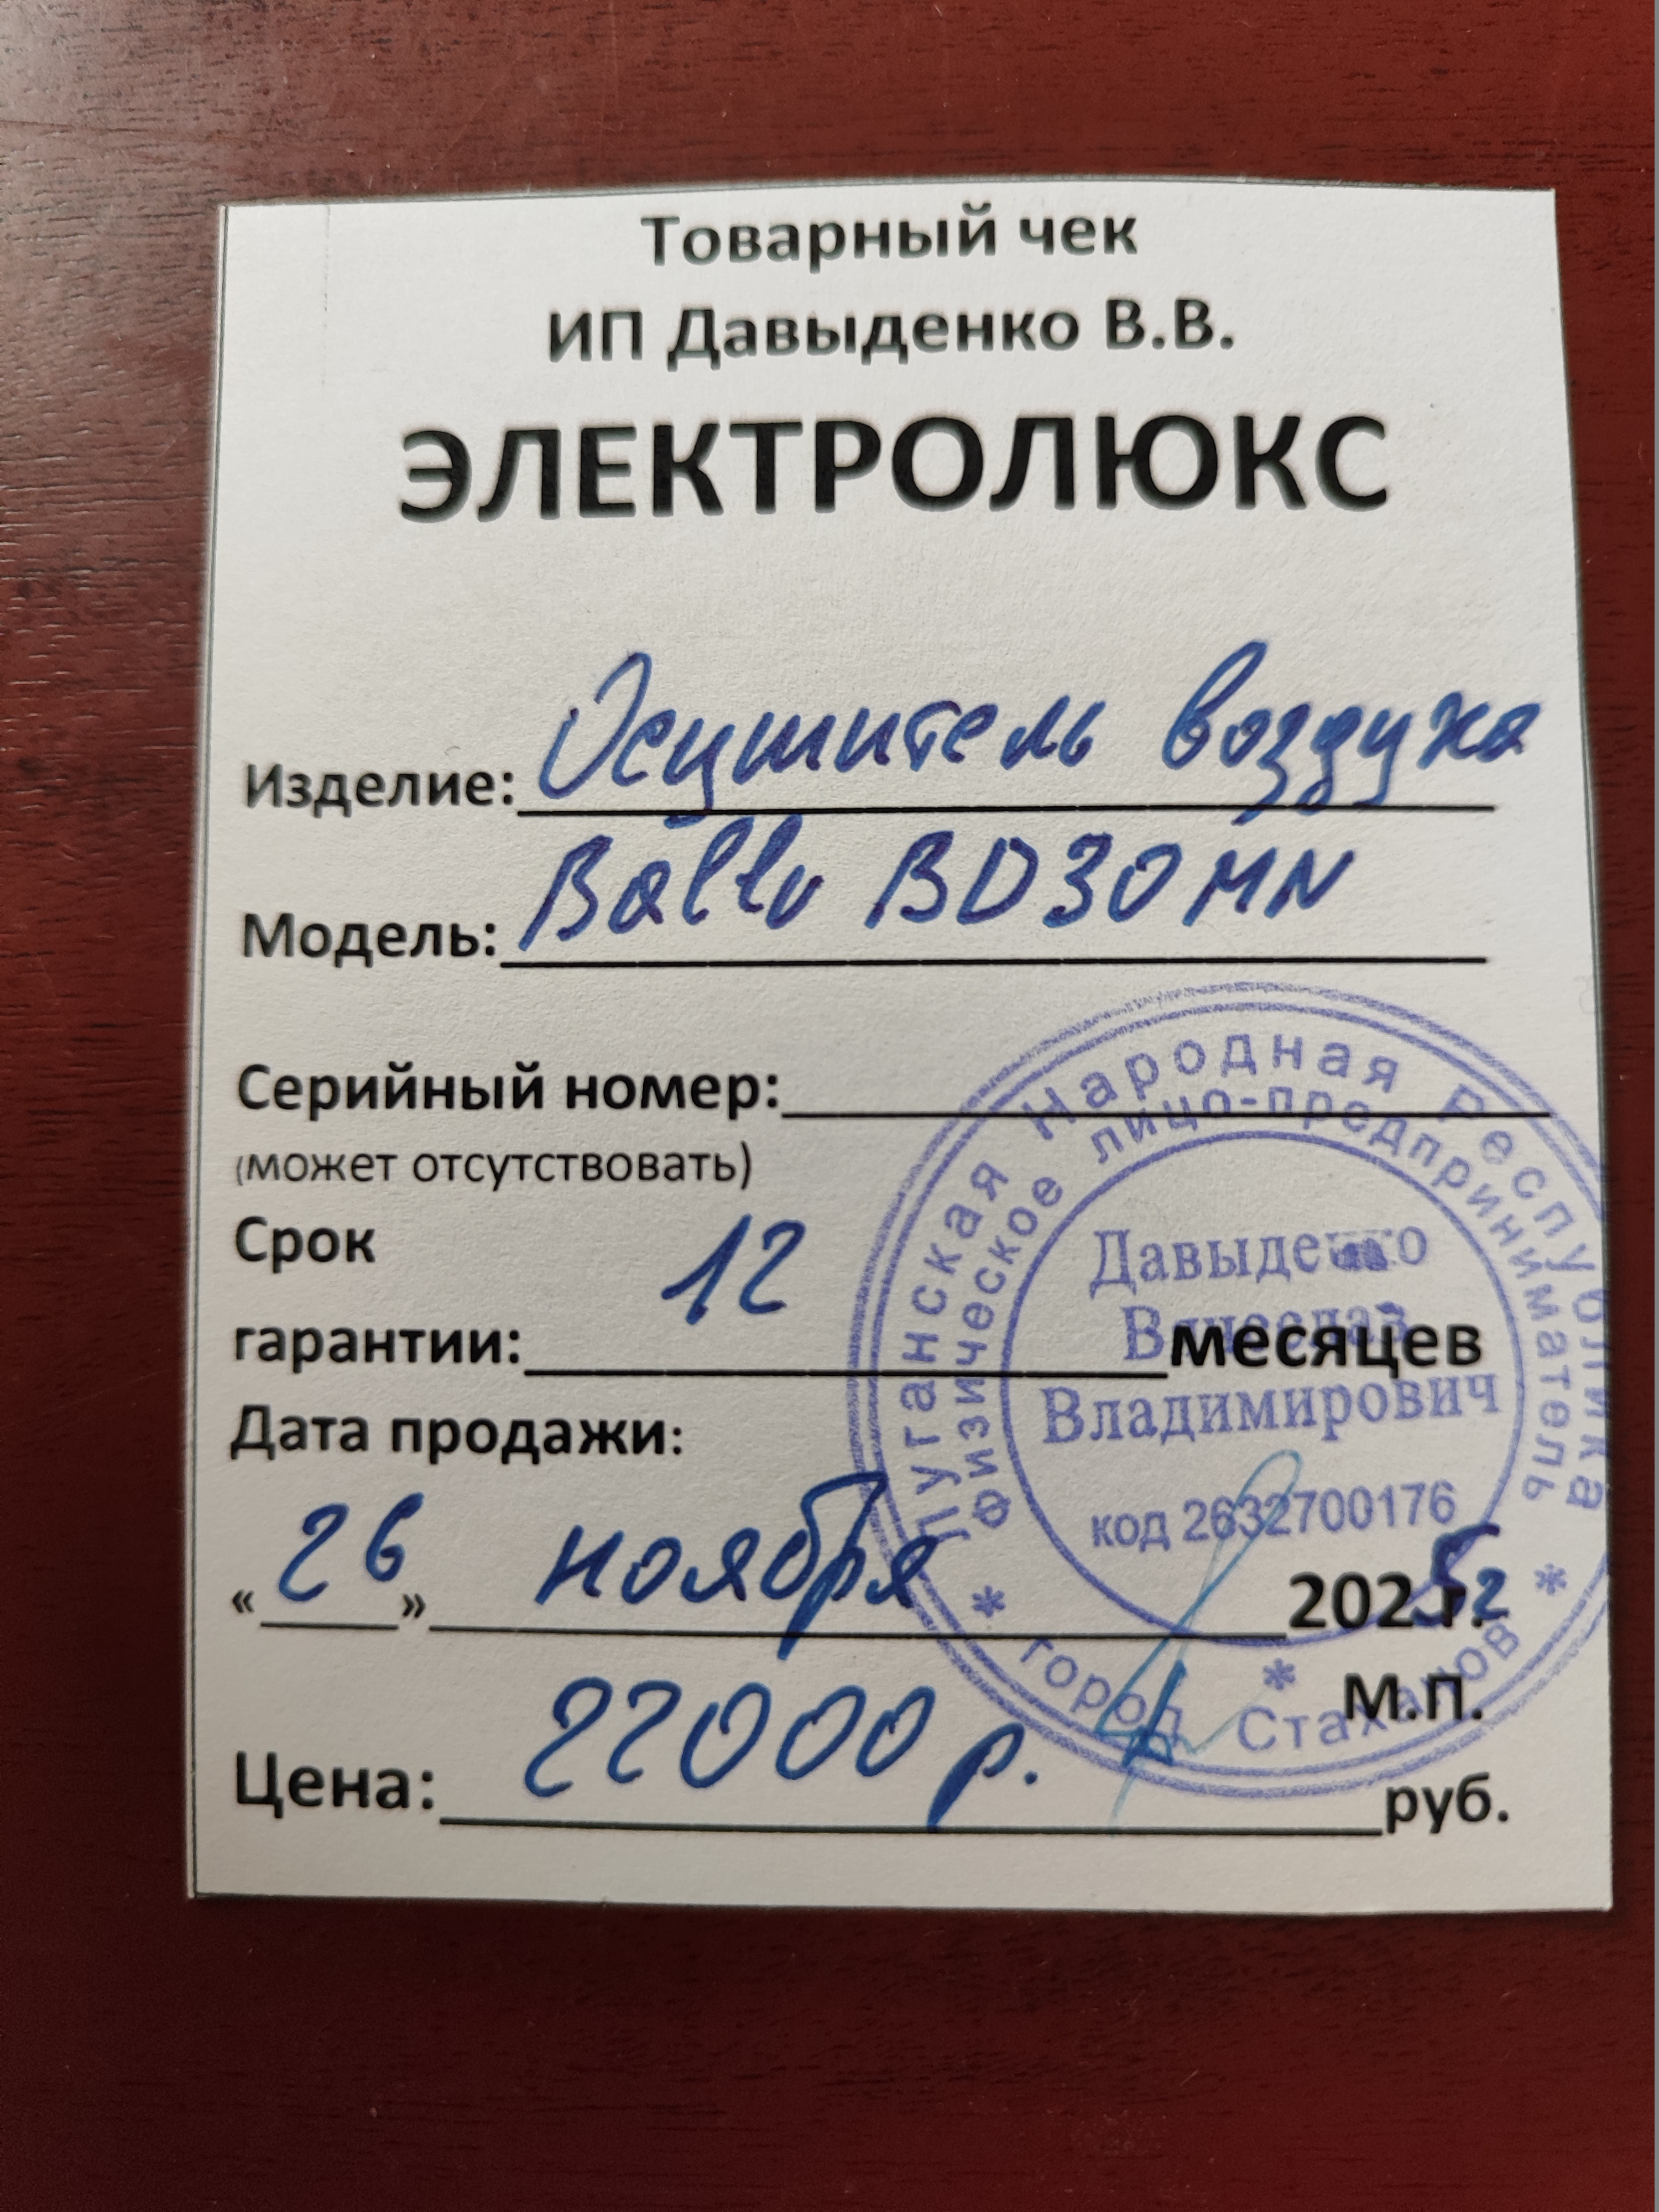 Товарный чек
ИП Давыденко В.В.
ЭЛЕКТРОЛЮКС
Изделие: Осушитель воздуха
Модель: Ballu BD30MN
Серийный номер:
(может отсутствовать)
Срок
гарантии: 12 месяцев
Дата продажи:
«26» ноября 2025г.
М.П.
Цена: 22000 р. руб.
Луганская Народная Республика
физическое лицо-предприниматель
Давыденко
Вячеслав
Владимирович
код 2632700176
* город Стаханов *